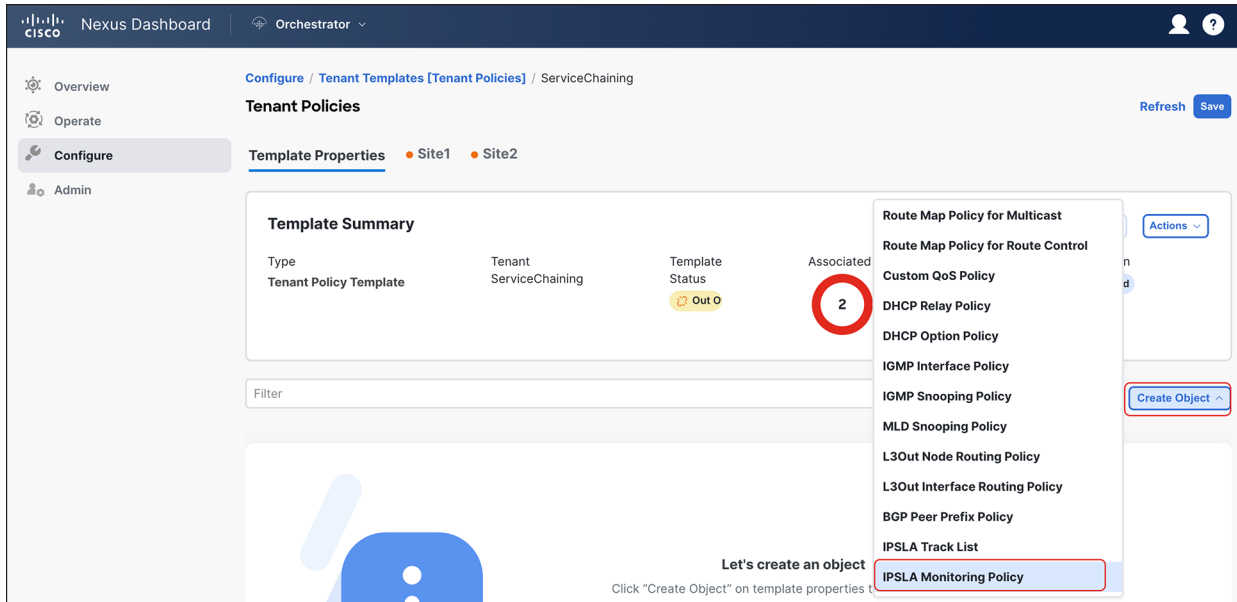 CISCO Nexus Dashboard Orchestrator ?
Overview
Operate
Configure
Admin
Configure / Tenant Templates [Tenant Policies] / ServiceChaining
Tenant Policies
Refresh Save
Template Properties Site1 Site2
Template Summary
Actions
Type
Tenant Policy Template
Tenant
ServiceChaining
Template
Status
Out O
Associated
2
n
d
Filter
Create Object
Route Map Policy for Multicast
Route Map Policy for Route Control
Custom QoS Policy
DHCP Relay Policy
DHCP Option Policy
IGMP Interface Policy
IGMP Snooping Policy
MLD Snooping Policy
L3Out Node Routing Policy
L3Out Interface Routing Policy
BGP Peer Prefix Policy
IPSLA Track List
IPSLA Monitoring Policy
Let's create an object
Click "Create Object" on template properties t